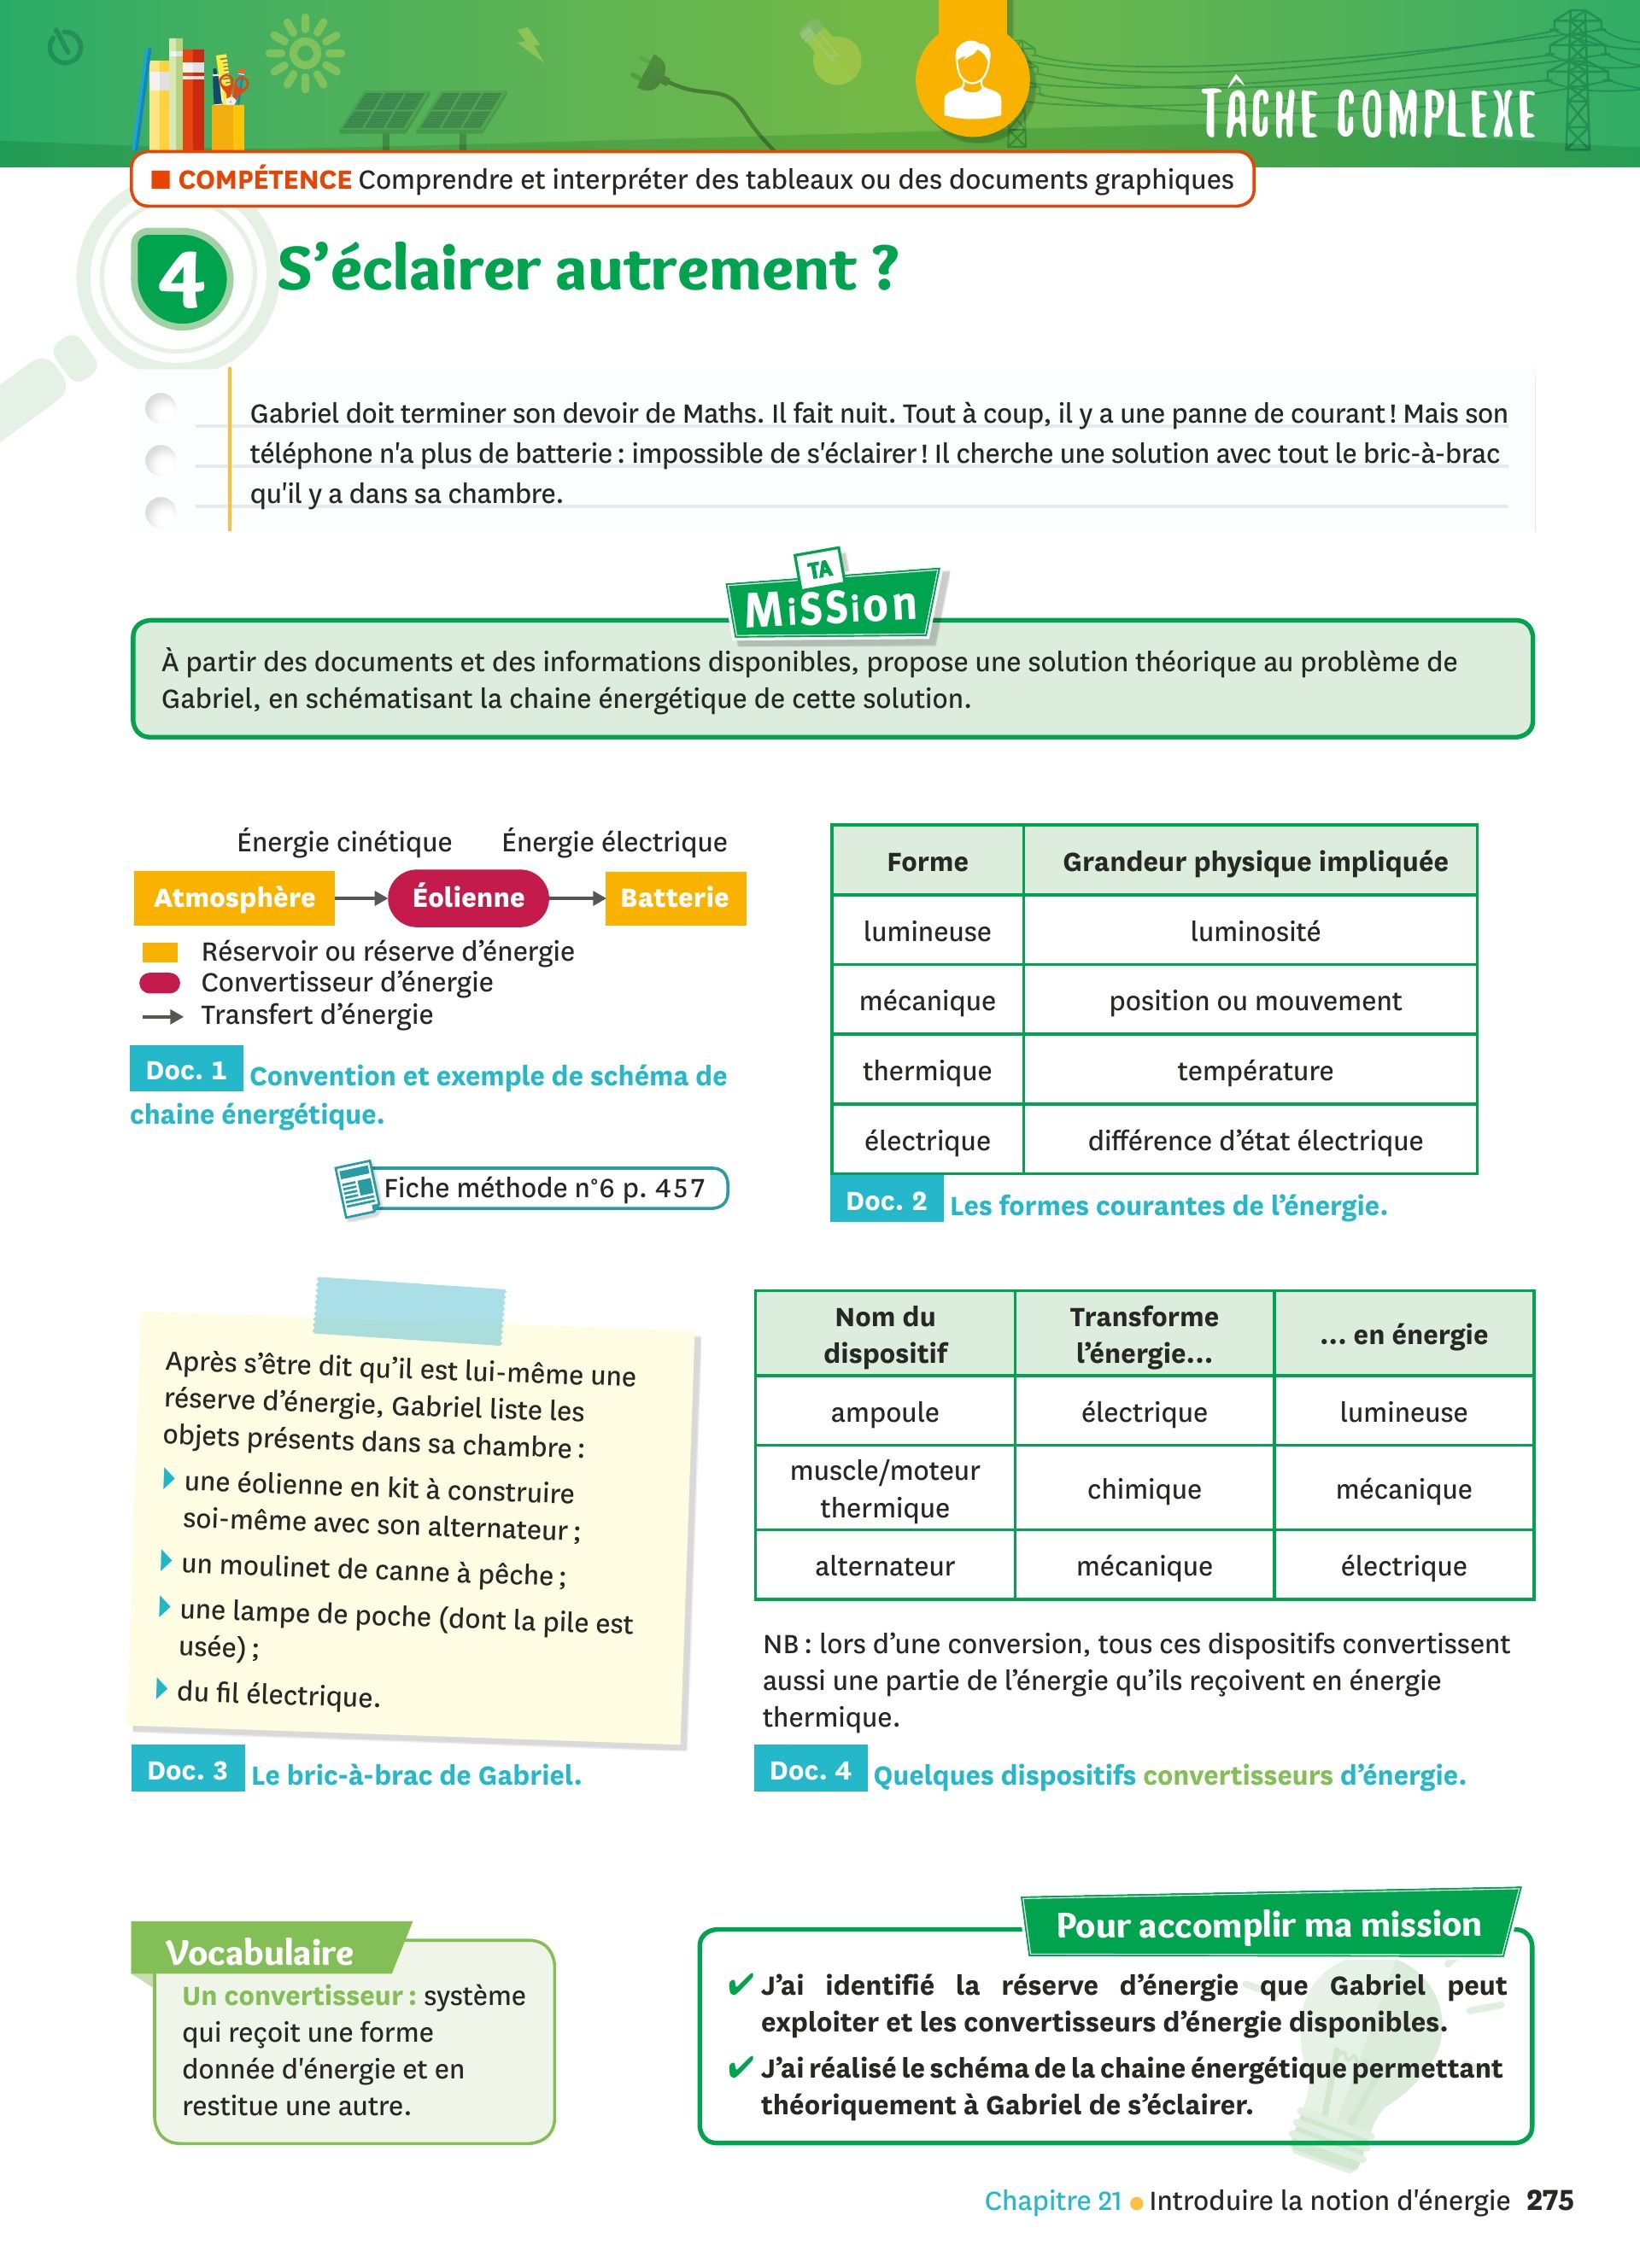 TÂCHE COMPLEXE
■ COMPÉTENCE Comprendre et interpréter des tableaux ou des documents graphiques
4
S'éclairer autrement ?
Gabriel doit terminer son devoir de Maths. Il fait nuit. Tout à coup, il y a une panne de courant ! Mais son
téléphone n'a plus de batterie : impossible de s'éclairer ! Il cherche une solution avec tout le bric-à-brac
qu'il y a dans sa chambre.
TA
MiSSion
À partir des documents et des informations disponibles, propose une solution théorique au problème de
Gabriel, en schématisant la chaine énergétique de cette solution.
Énergie cinétique Énergie électrique
Atmosphère Éolienne Batterie
Réservoir ou réserve d'énergie
Convertisseur d'énergie
Transfert d'énergie
Doc. 1 Convention et exemple de schéma de
chaine énergétique.
Fiche méthode n°6 p. 457
Forme Grandeur physique impliquée
lumineuse luminosité
mécanique position ou mouvement
thermique température
électrique différence d'état électrique
Doc. 2 Les formes courantes de l'énergie.
Après s'être dit qu'il est lui-même une
réserve d'énergie, Gabriel liste les
objets présents dans sa chambre :
une éolienne en kit à construire
soi-même avec son alternateur ;
un moulinet de canne à pêche ;
une lampe de poche (dont la pile est
usée) ;
du fil électrique.
Doc. 3 Le bric-à-brac de Gabriel.
Nom du Transforme
dispositif l'énergie... ... en énergie
ampoule électrique lumineuse
muscle/moteur
thermique chimique mécanique
alternateur mécanique électrique
NB : lors d'une conversion, tous ces dispositifs convertissent
aussi une partie de l'énergie qu'ils reçoivent en énergie
thermique.
Doc. 4 Quelques dispositifs convertisseurs d'énergie.
Vocabulaire
Un convertisseur : système
qui reçoit une forme
donnée d'énergie et en
restitue une autre.
Pour accomplir ma mission
✔ J'ai identifié la réserve d'énergie que Gabriel peut
exploiter et les convertisseurs d'énergie disponibles.
✔ J'ai réalisé le schéma de la chaine énergétique permettant
théoriquement à Gabriel de s'éclairer.
Chapitre 21 ● Introduire la notion d'énergie 275